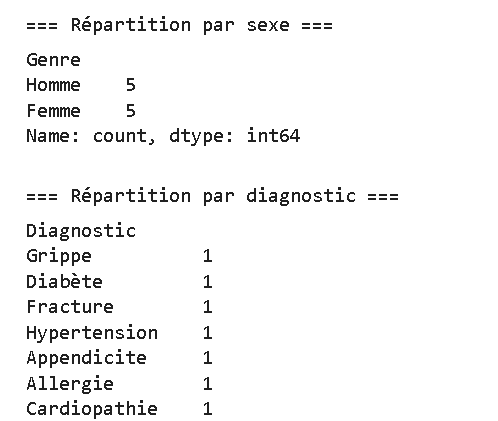 === Répartition par sexe ===
Genre
Homme    5
Femme    5
Name: count, dtype: int64
=== Répartition par diagnostic ===
Diagnostic
Grippe          1
Diabète         1
Fracture        1
Hypertension    1
Appendicite     1
Allergie        1
Cardiopathie    1